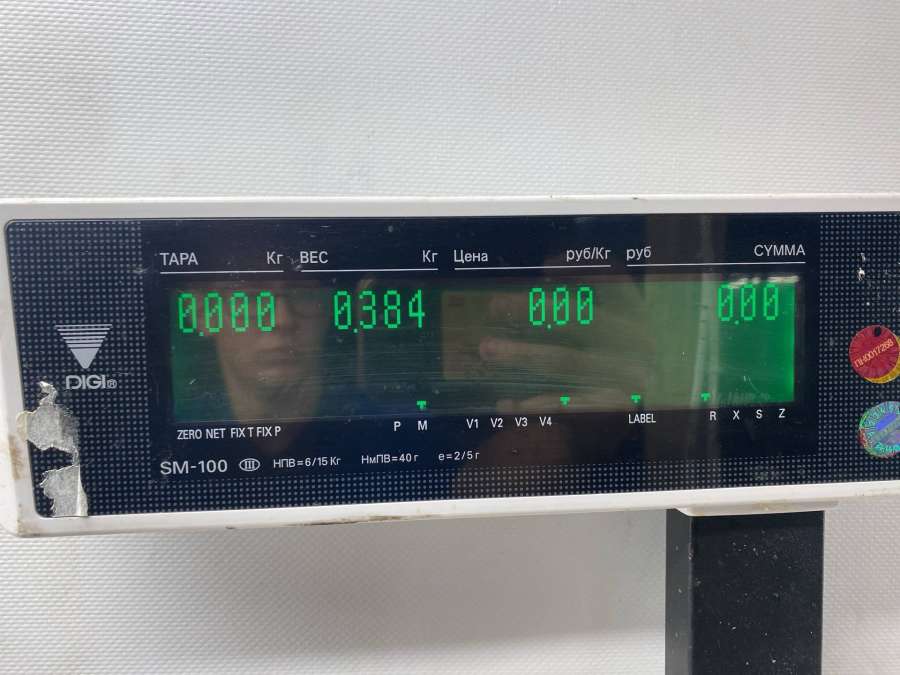 ТАРА Кг ВЕС Кг Цена руб/Кг руб СУММА
0.000 0.384 0.00 0.00
DIGI®
ZERO NET FIX T FIX P P M V1 V2 V3 V4 LABEL R X S Z
SM-100 III НПВ=6/15 Кг НмПВ=40 г e=2/5 г